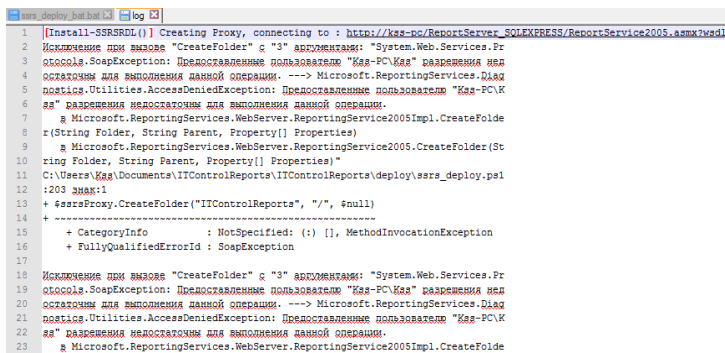 ssrs_deploy_bat.bat log
1 [Install-SSRSRDL()] Creating Proxy, connecting to : http://kss-pc/ReportServer_SQLEXPRESS/ReportService2005.asmx?wsdl
2 Исключение при вызове "CreateFolder" с "3" аргументами: "System.Web.Services.Pr
3 otocols.SoapException: Предоставленные пользователю "Kss-PC\Kss" разрешения нед
4 остаточны для выполнения данной операции. ---> Microsoft.ReportingServices.Diag
5 nostics.Utilities.AccessDeniedException: Предоставленные пользователю "Kss-PC\K
6 ss" разрешения недостаточны для выполнения данной операции.
7 в Microsoft.ReportingServices.WebServer.ReportingService2005Impl.CreateFolde
8 r(String Folder, String Parent, Property[] Properties)
9 в Microsoft.ReportingServices.WebServer.ReportingService2005.CreateFolder(St
10 ring Folder, String Parent, Property[] Properties)"
11 C:\Users\Kss\Documents\ITControlReports\ITControlReports\deploy\ssrs_deploy.ps1
12 :203 знак:1
13 + $ssrsProxy.CreateFolder("ITControlReports", "/", $null)
14 + ~~~~~~~~~~~~~~~~~~~~~~~~~~~~~~~~~~~~~~~~~~~~~~~~~~~~~~~
15 + CategoryInfo : NotSpecified: (:) [], MethodInvocationException
16 + FullyQualifiedErrorId : SoapException
17
18 Исключение при вызове "CreateFolder" с "3" аргументами: "System.Web.Services.Pr
19 otocols.SoapException: Предоставленные пользователю "Kss-PC\Kss" разрешения нед
20 остаточны для выполнения данной операции. ---> Microsoft.ReportingServices.Diag
21 nostics.Utilities.AccessDeniedException: Предоставленные пользователю "Kss-PC\K
22 ss" разрешения недостаточны для выполнения данной операции.
23 в Microsoft.ReportingServices.WebServer.ReportingService2005Impl.CreateFolde